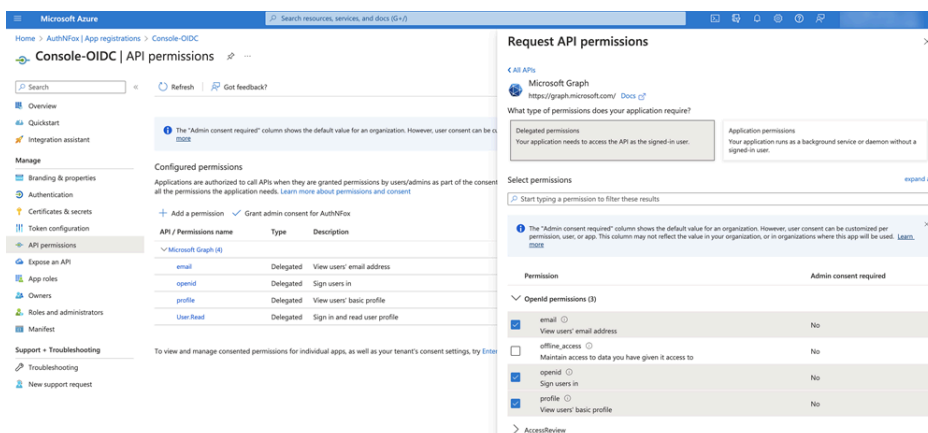 Microsoft Azure
Search resources, services, and docs (G+/)
Home > AuthNFox | App registrations > Console-OIDC
Console-OIDC | API permissions
Search
Overview
Quickstart
Integration assistant
Manage
Branding & properties
Authentication
Certificates & secrets
Token configuration
API permissions
Expose an API
App roles
Owners
Roles and administrators
Manifest
Support + Troubleshooting
Troubleshooting
New support request
Refresh
Got feedback?
The "Admin consent required" column shows the default value for an organization. However, user consent can be cu
more
Configured permissions
Applications are authorized to call APIs when they are granted permissions by users/admins as part of the consent
all the permissions the application needs. Learn more about permissions and consent
Add a permission
Grant admin consent for AuthNFox
API / Permissions name Type Description
Microsoft Graph (4)
email Delegated View users' email address
openid Delegated Sign users in
profile Delegated View users' basic profile
User.Read Delegated Sign in and read user profile
To view and manage consented permissions for individual apps, as well as your tenant's consent settings, try Enter
Request API permissions
All APIs
Microsoft Graph
https://graph.microsoft.com/ Docs
What type of permissions does your application require?
Delegated permissions
Your application needs to access the API as the signed-in user.
Application permissions
Your application runs as a background service or daemon without a
signed-in user.
Select permissions
expand a
Start typing a permission to filter these results
The "Admin consent required" column shows the default value for an organization. However, user consent can be customized per
permission, user, or app. This column may not reflect the value in your organization, or in organizations where this app will be used. Learn
more
Permission Admin consent required
OpenId permissions (3)
email
View users' email address
No
offline_access
Maintain access to data you have given it access to
No
openid
Sign users in
No
profile
View users' basic profile
No
AccessReview